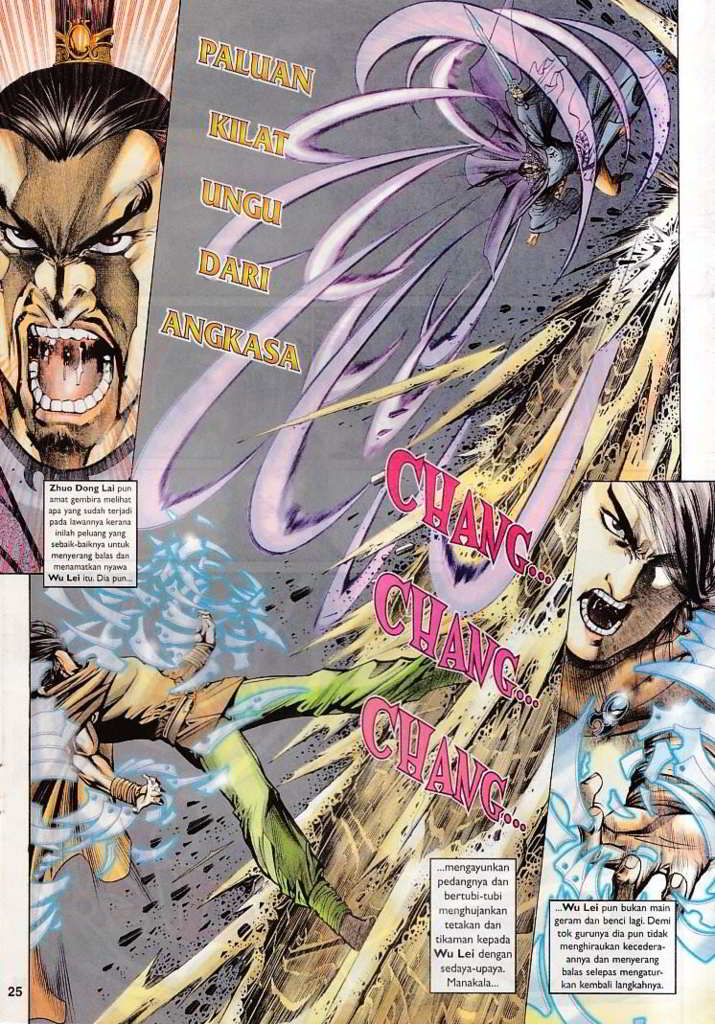 PALUAN
KILAT
UNGU
DARI
ANGKASA
Zhuo Dong Lai pun
amat gembira melihat
apa yang sudah terjadi
pada lawannya kerana
inilah peluang yang
sebaik-baiknya untuk
menyerang balas dan
menamatkan nyawa
Wu Lei itu. Dia pun...
CHANG...
CHANG...
CHANG...
...mengayunkan
pedangnya dan
bertubi-tubi
menghujankan
tetakan dan
tikaman kepada
Wu Lei dengan
sedaya-upaya.
Manakala...
...Wu Lei pun bukan main
geram dan benci lagi. Demi
tok gurunya dia pun tidak
menghiraukan kecedera-
annya dan menyerang
balas selepas mengatur-
kan kembali langkahnya.
25